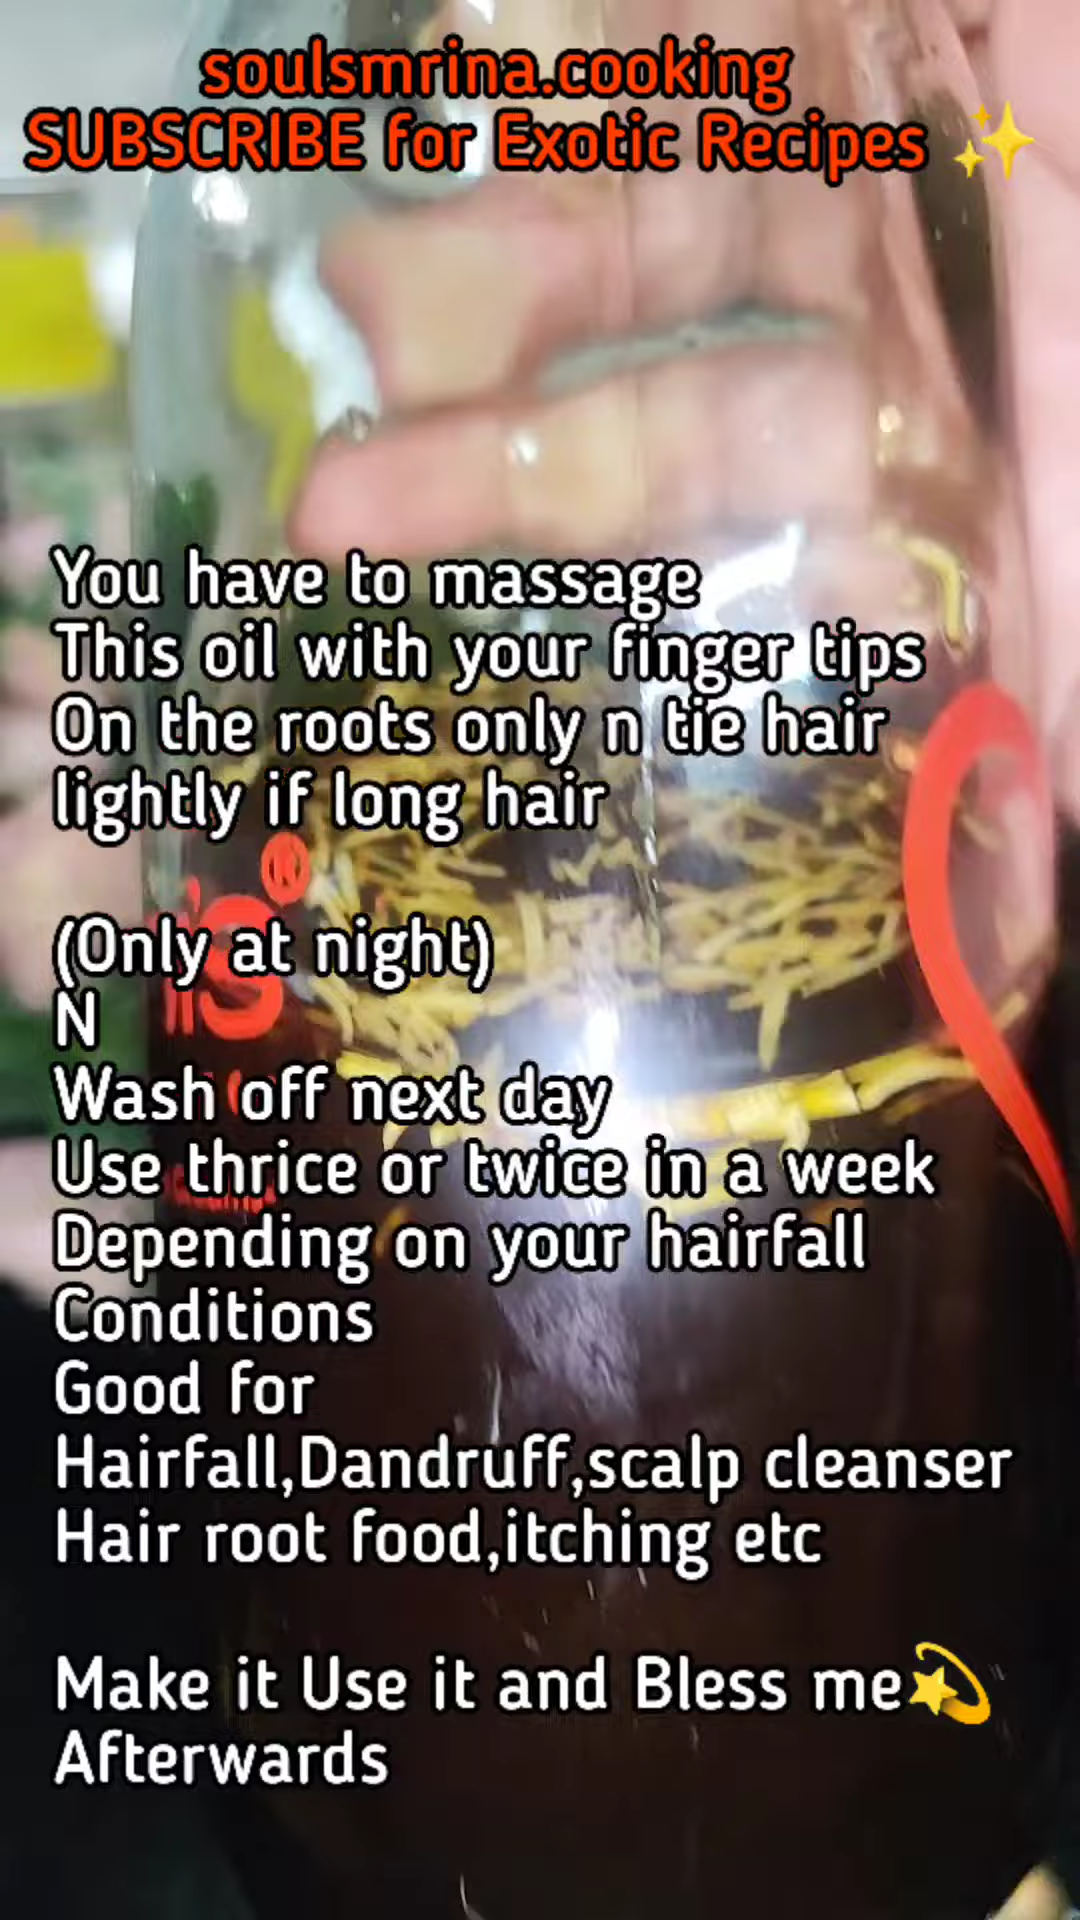 soulsmrina.cooking
SUBSCRIBE for Exotic Recipes ✨
You have to massage
This oil with your finger tips
On the roots only n tie hair
lightly if long hair
(Only at night)
N
Wash off next day
Use thrice or twice in a week
Depending on your hairfall
Conditions
Good for
Hairfall,Dandruff,scalp cleanser
Hair root food,itching etc
Make it Use it and Bless me💫
Afterwards